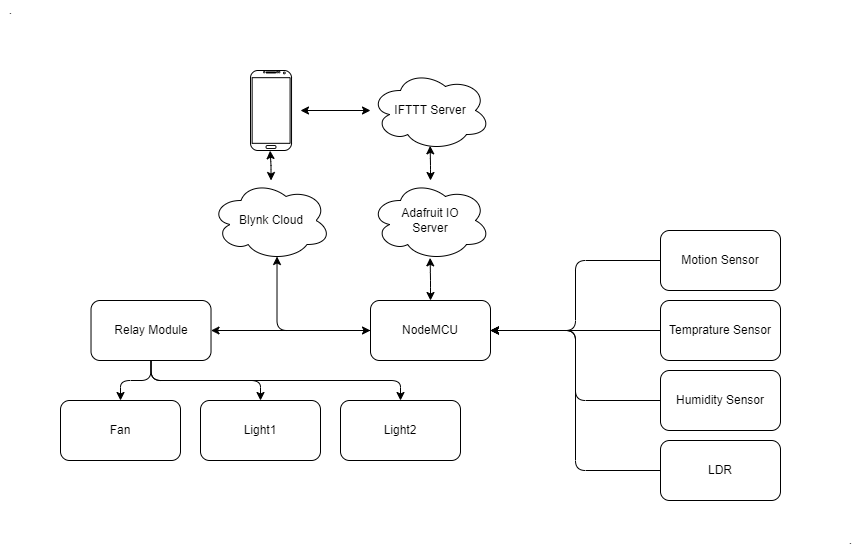 IFTTT Server
Blynk Cloud
Adafruit IO
Server
Motion Sensor
Relay Module
NodeMCU
Temprature Sensor
Humidity Sensor
Fan
Light1
Light2
LDR